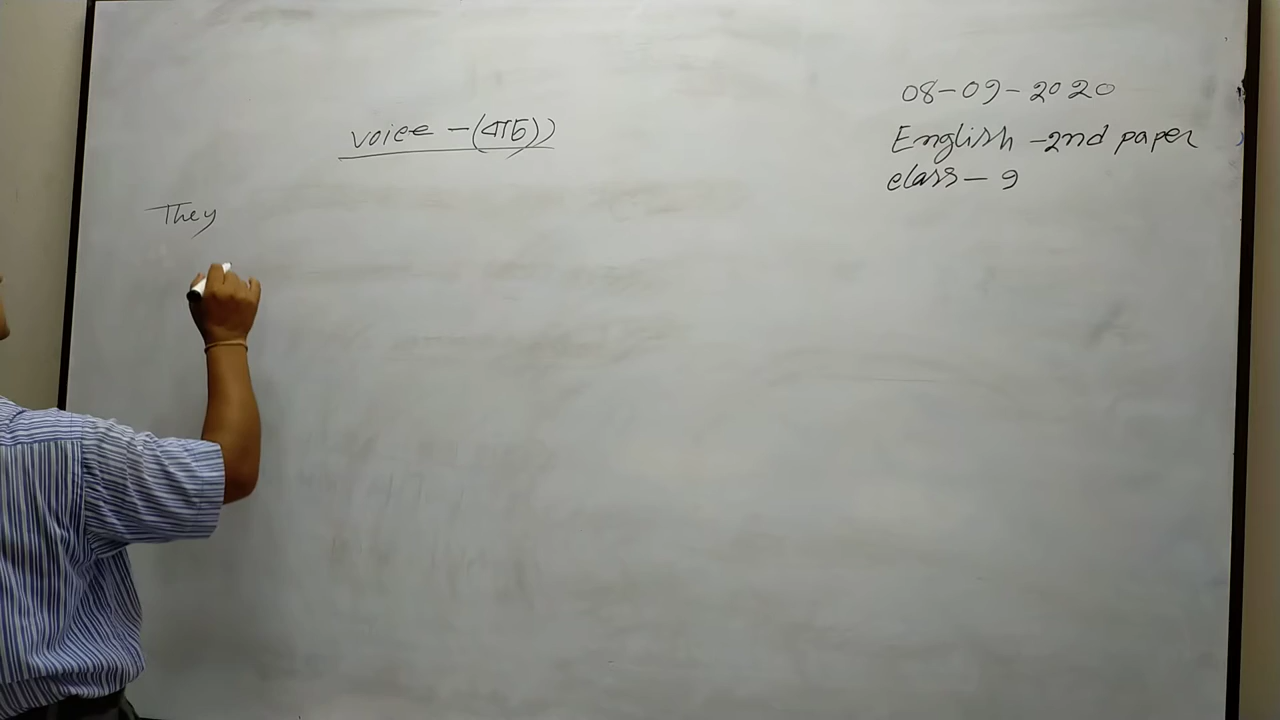 voice - (বাচ্য)
08-09-2020
English - 2nd paper
class - 9
They